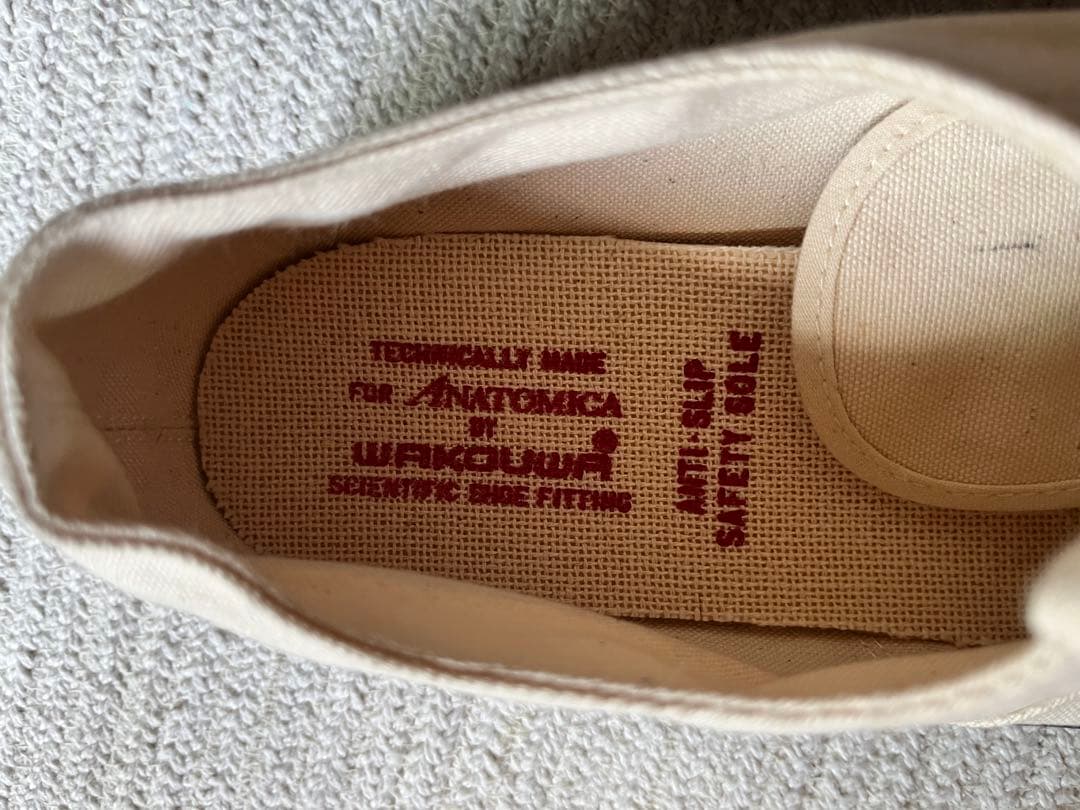 TECHNICALLY MADE
FOR ANATOMICA
BY
WAKOUWA®
SCIENTIFIC SHOE FITTING
ANTI-SLIP
SAFETY SOLE